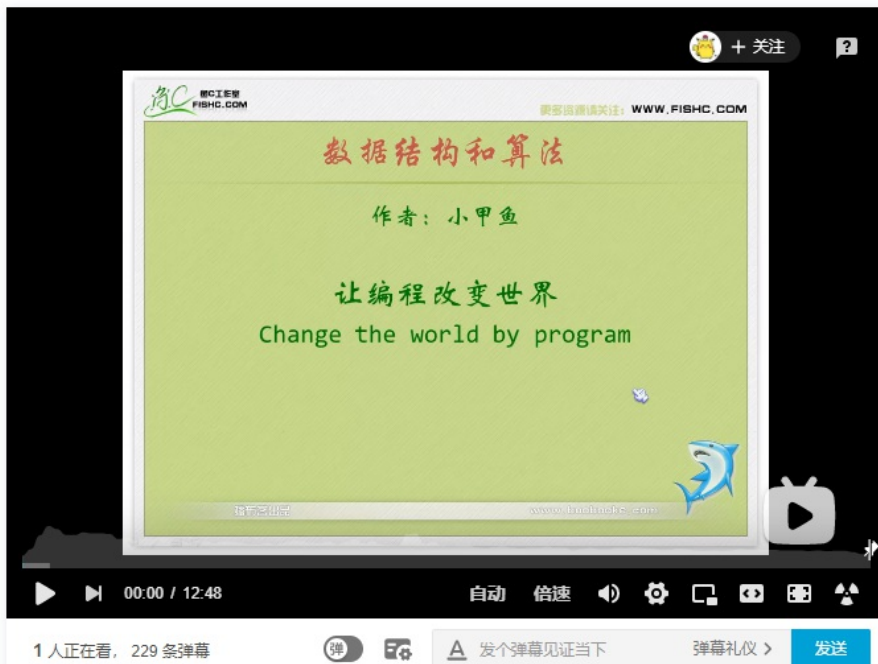 + 关注
?
鱼C工作室
FISHC.COM
更多资源请关注：WWW.FISHC.COM
数据结构和算法
作者：小甲鱼
让编程改变世界
Change the world by program
00:00 / 12:48
自动
倍速
1 人正在看， 229 条弹幕
弹
A 发个弹幕见证当下
弹幕礼仪 >
发送